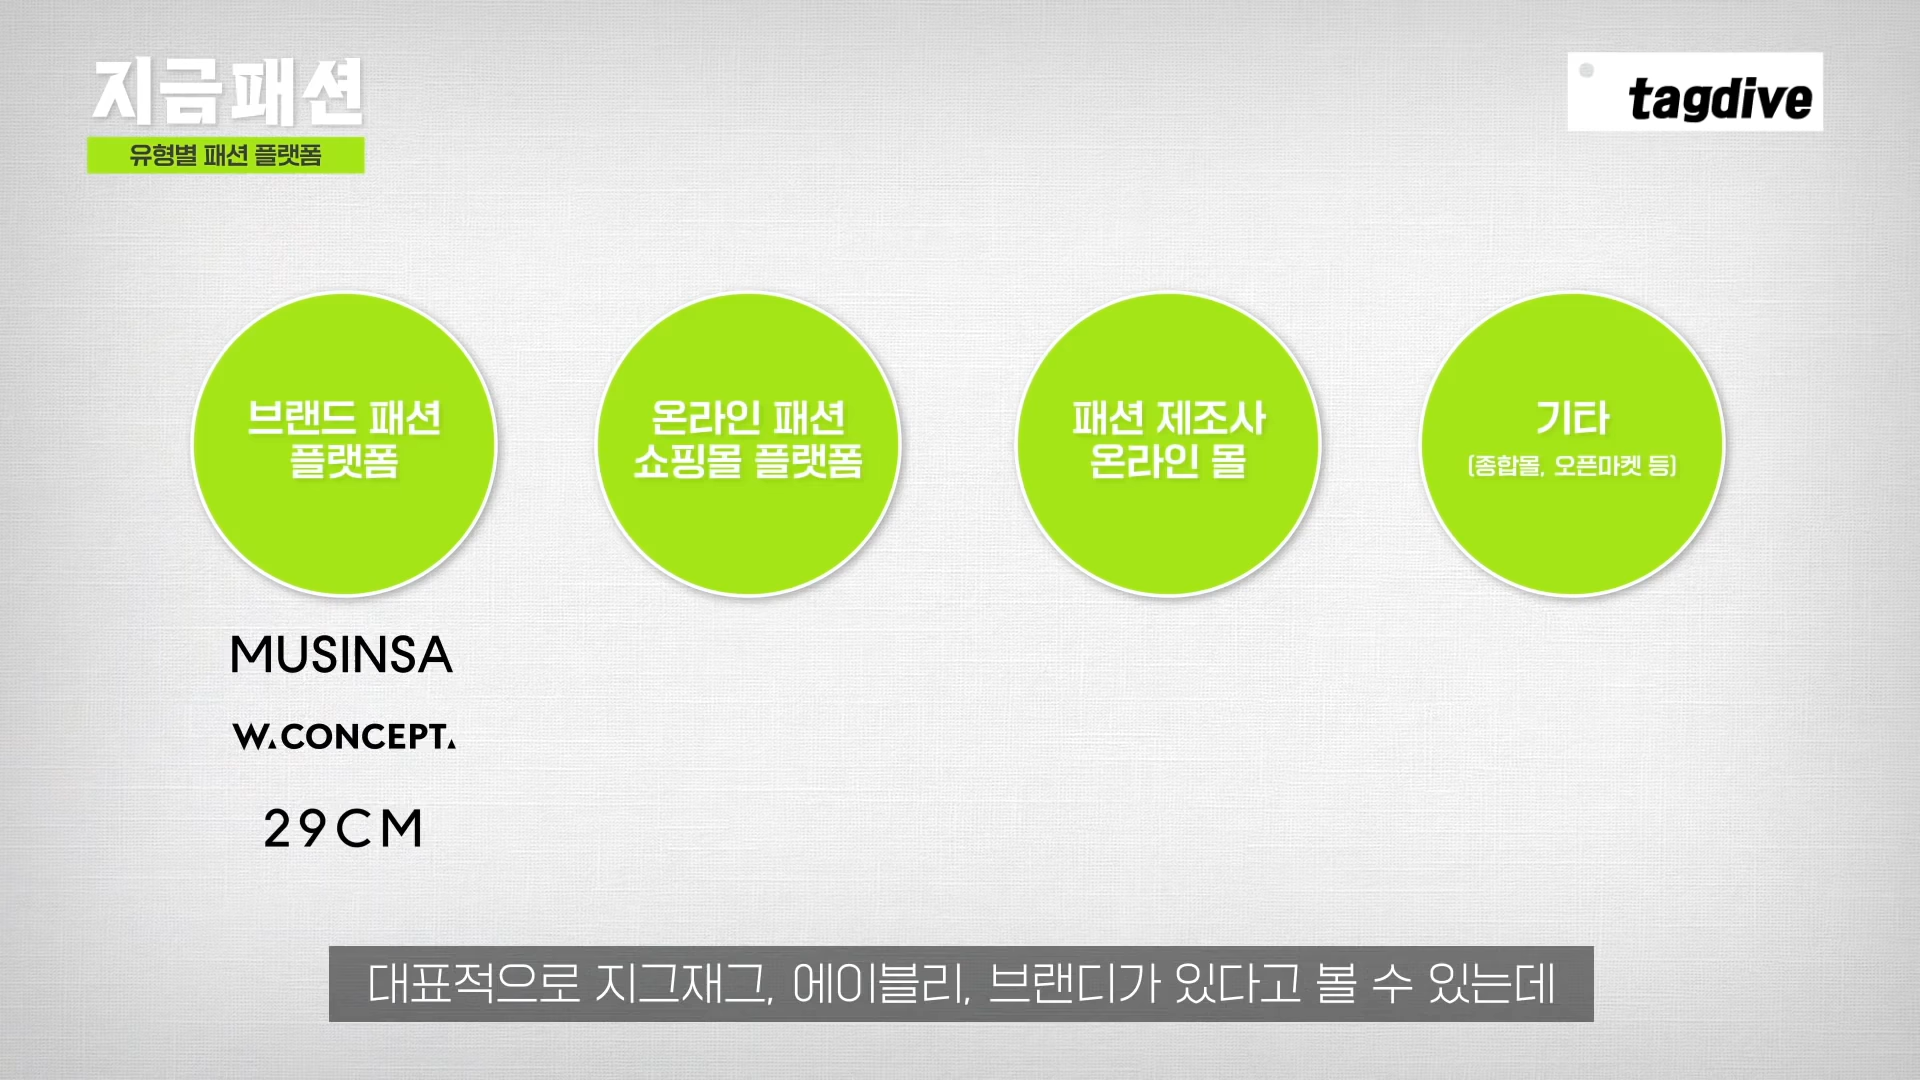 지금패션
유형별 패션 플랫폼
tagdive
브랜드 패션
플랫폼
온라인 패션
쇼핑몰 플랫폼
패션 제조사
온라인 몰
기타
(종합몰, 오픈마켓 등)
MUSINSA
W.CONCEPT.
29CM
대표적으로 지그재그, 에이블리, 브랜디가 있다고 볼 수 있는데